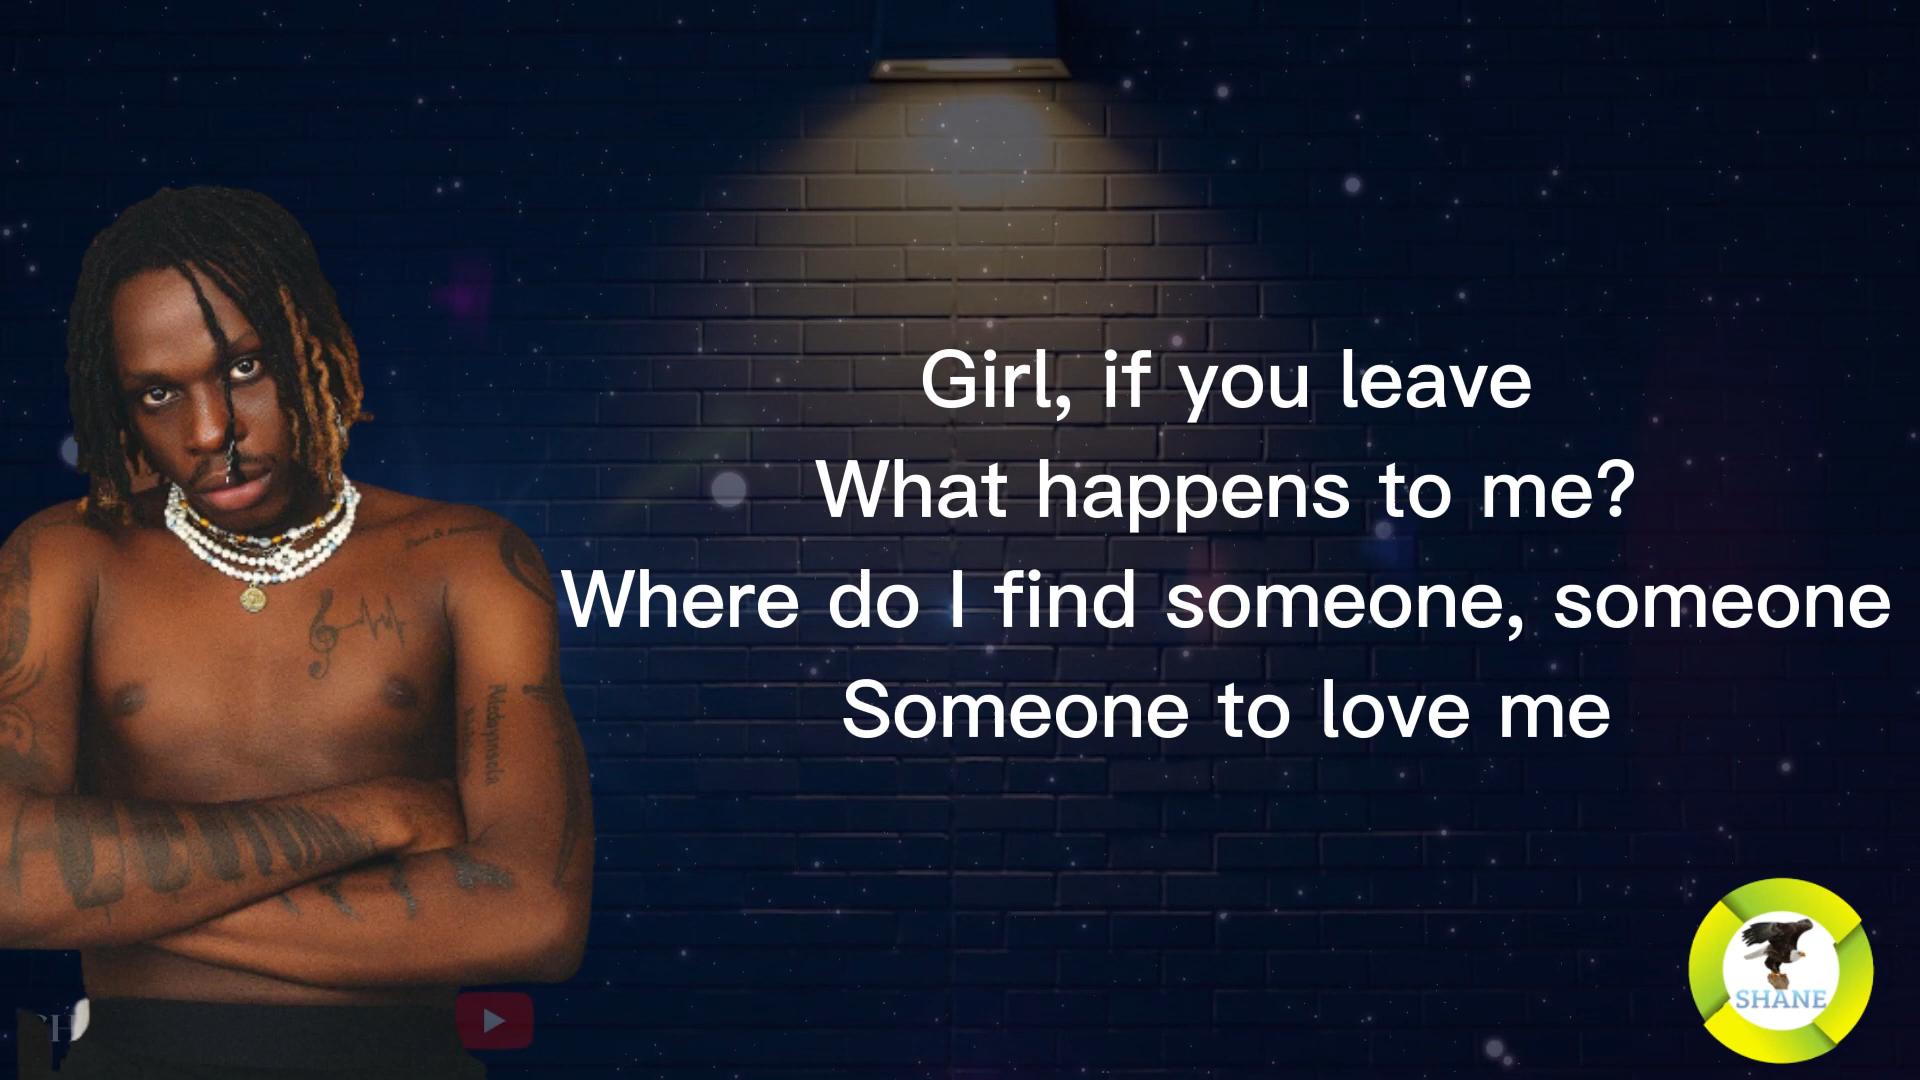 Girl, if you leave
What happens to me?
Where do I find someone, someone
Someone to love me
SHANE